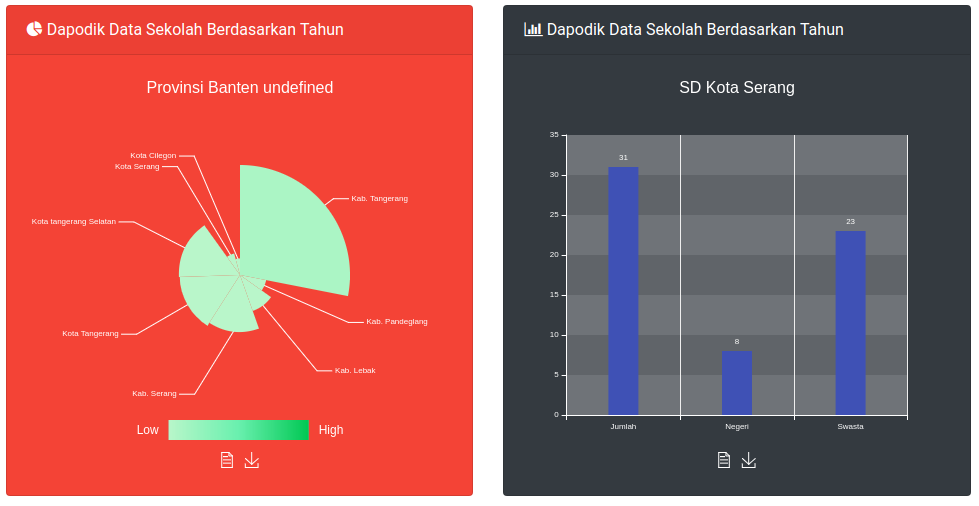 Dapodik Data Sekolah Berdasarkan Tahun
Provinsi Banten undefined
Kota Cilegon
Kota Serang
Kab. Tangerang
Kota tangerang Selatan
Kab. Pandeglang
Kota Tangerang
Kab. Lebak
Kab. Serang
Low High
Dapodik Data Sekolah Berdasarkan Tahun
SD Kota Serang
35
31
30
25
23
20
15
10
8
5
0
Jumlah Negeri Swasta